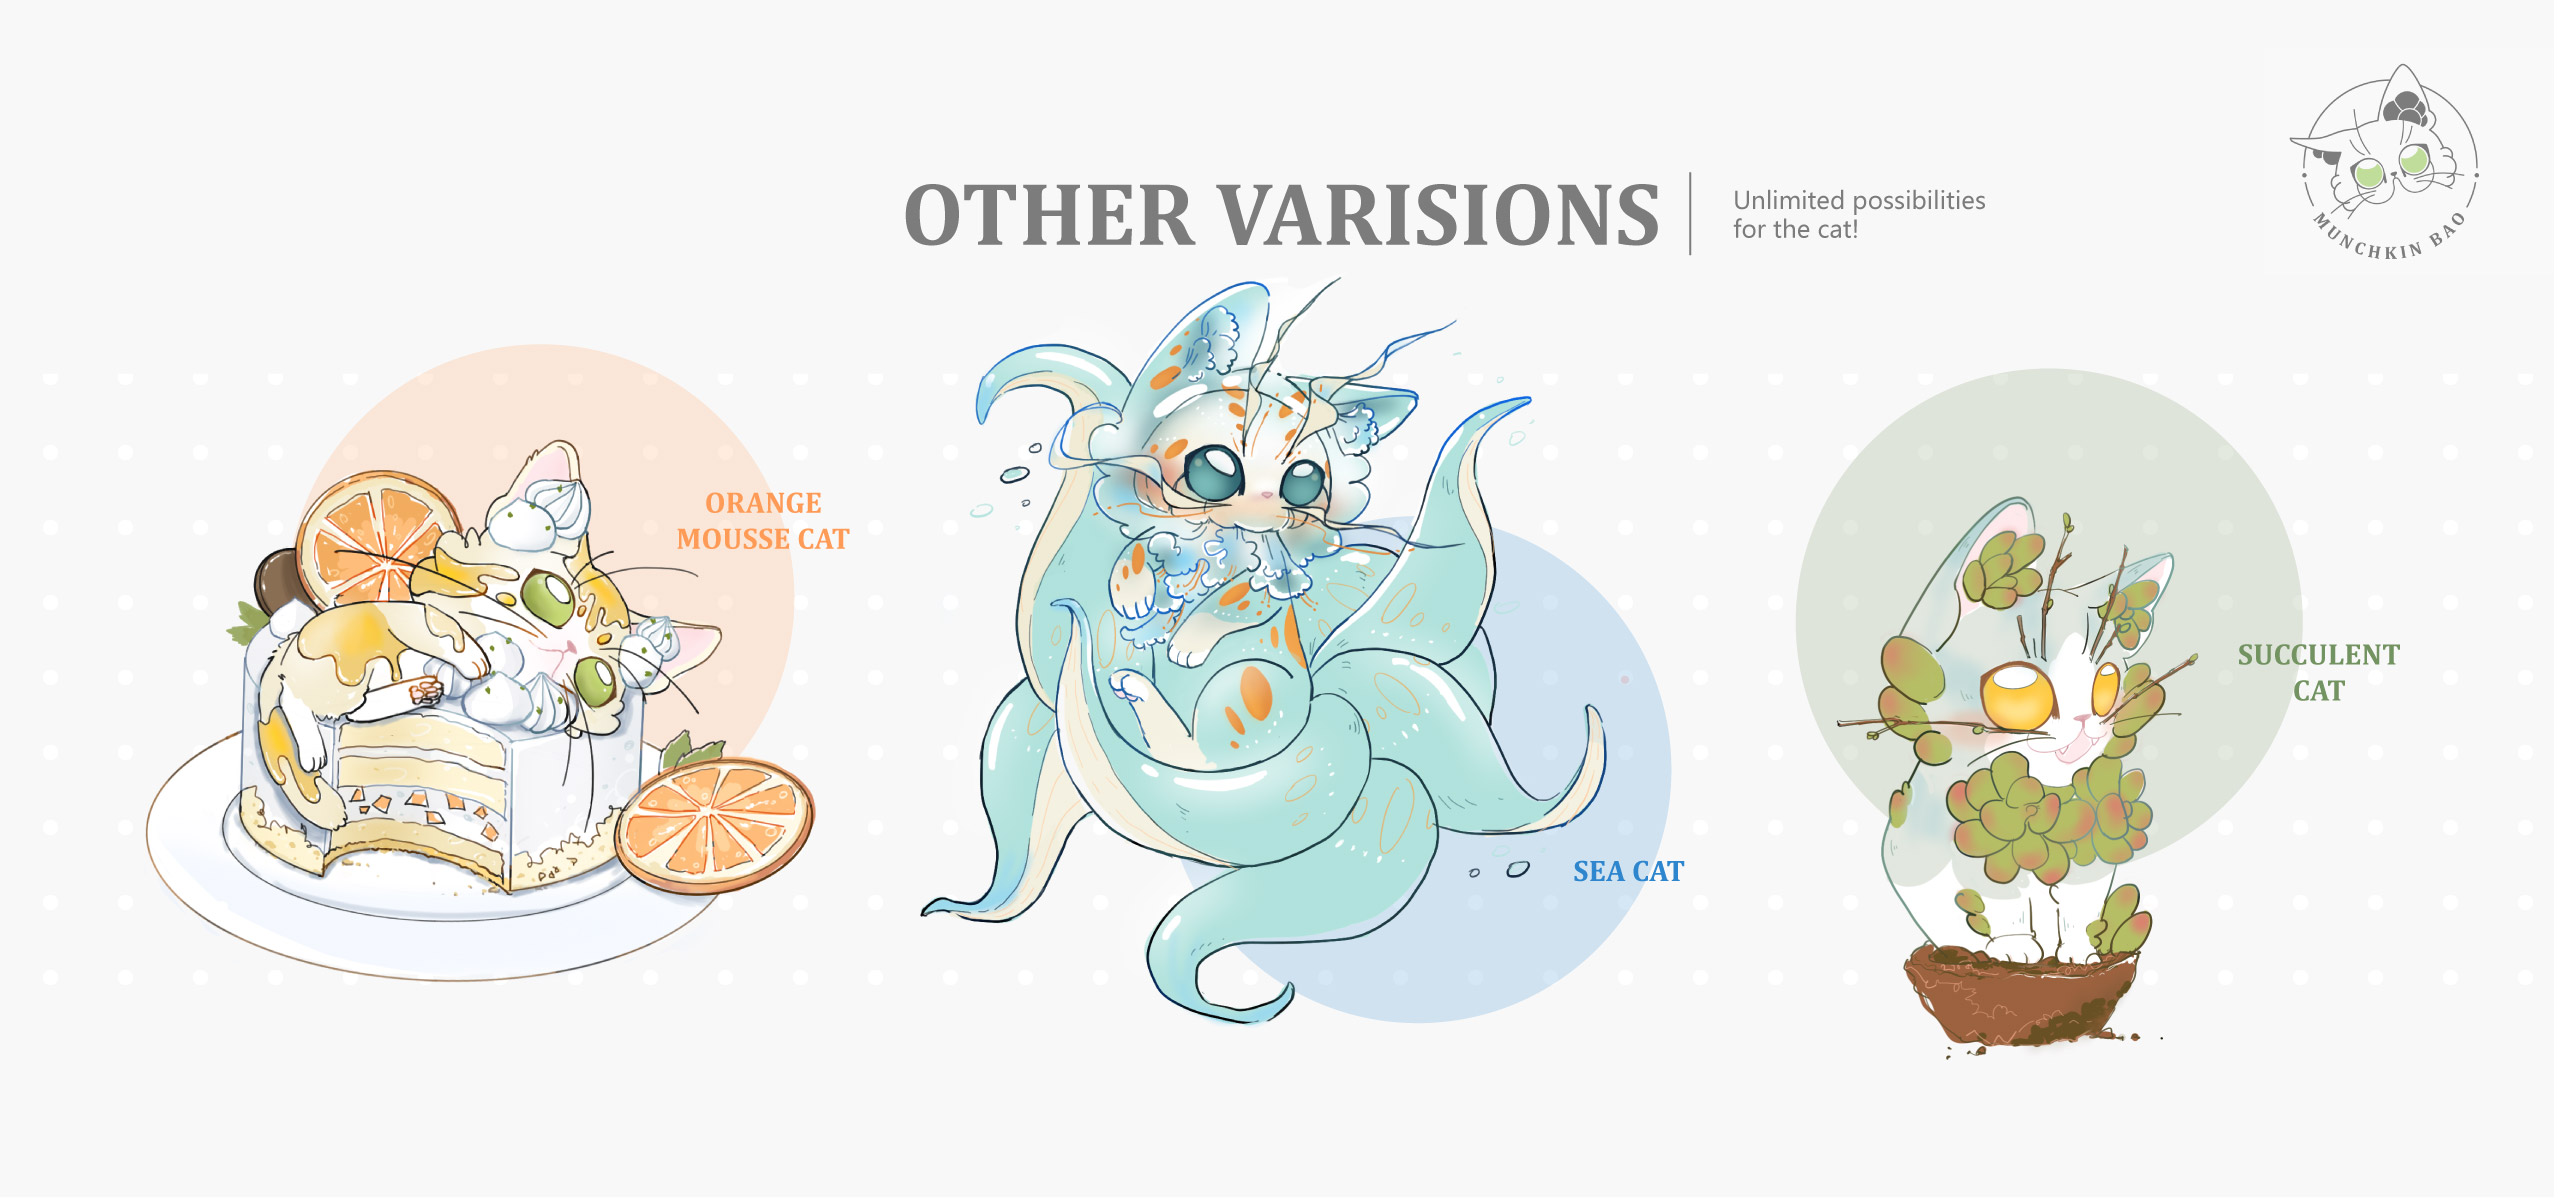 OTHER VARISIONS
Unlimited possibilities
for the cat!
MUNCHKIN BAO
ORANGE
MOUSSE CAT
SEA CAT
SUCCULENT
CAT